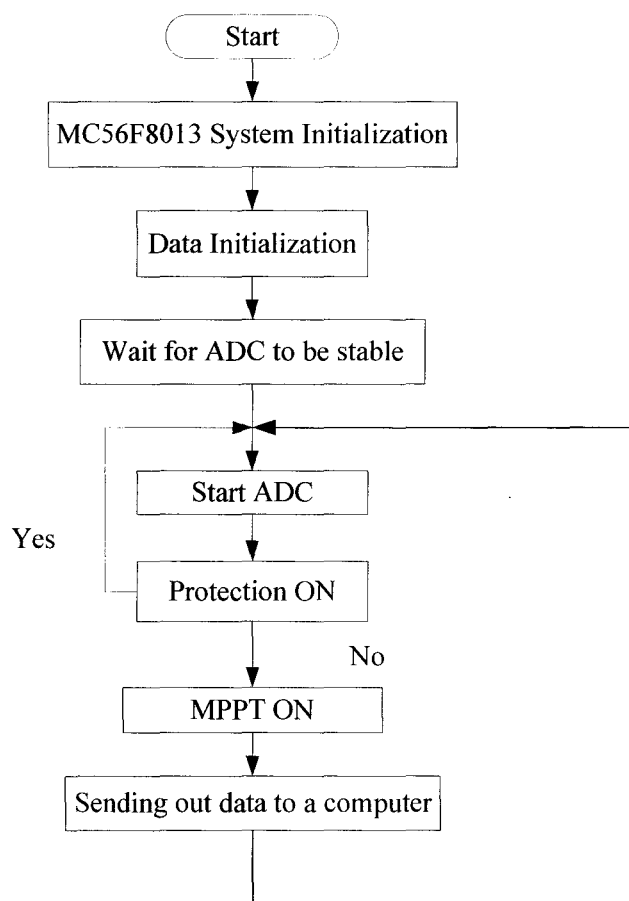 Start
MC56F8013 System Initialization
Data Initialization
Wait for ADC to be stable
Start ADC
Yes
Protection ON
No
MPPT ON
Sending out data to a computer